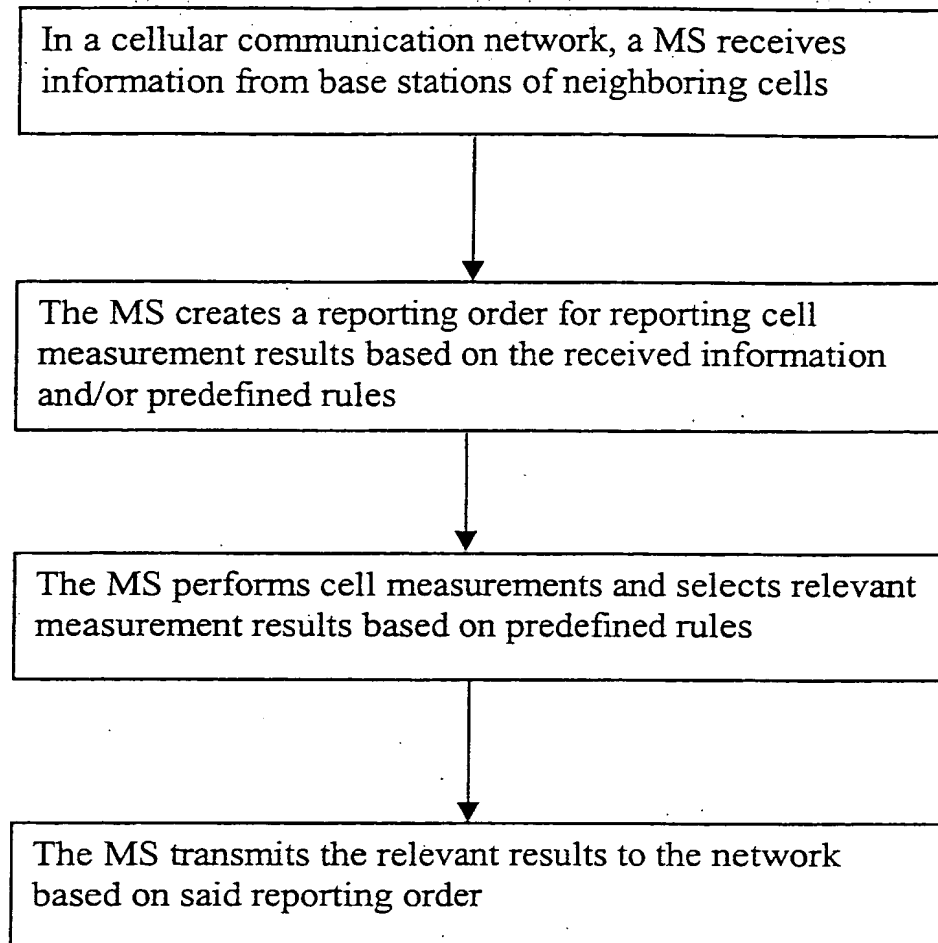 In a cellular communication network, a MS receives
information from base stations of neighboring cells
The MS creates a reporting order for reporting cell
measurement results based on the received information
and/or predefined rules
The MS performs cell measurements and selects relevant
measurement results based on predefined rules
The MS transmits the relevant results to the network
based on said reporting order